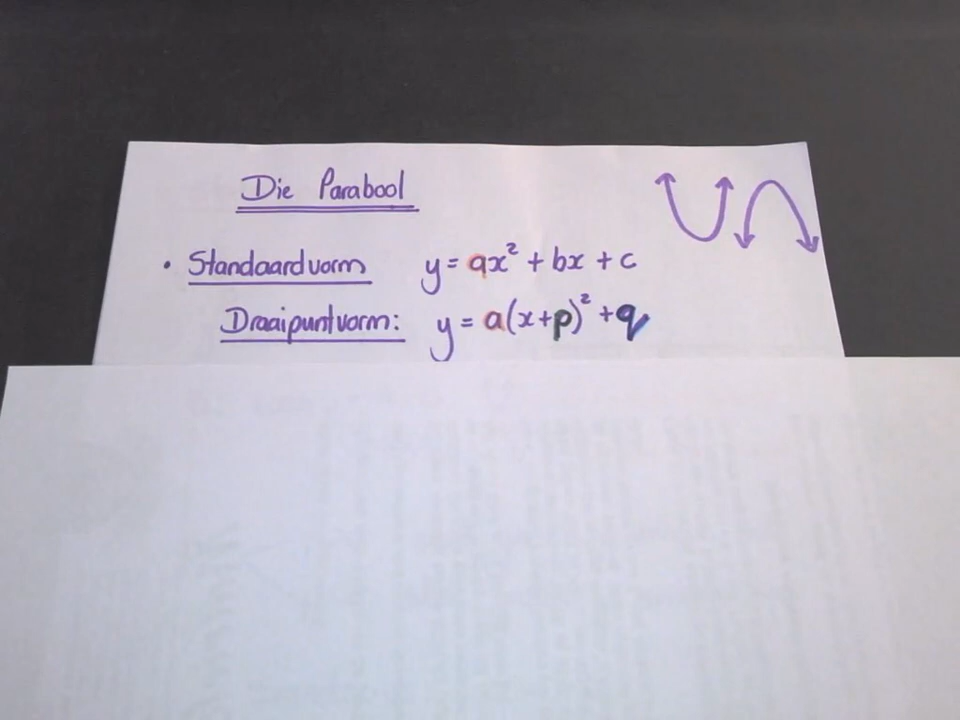 Die Parabool
• Standaardvorm y = ax² + bx + c
Draaipuntvorm: y = a(x+p)² + q